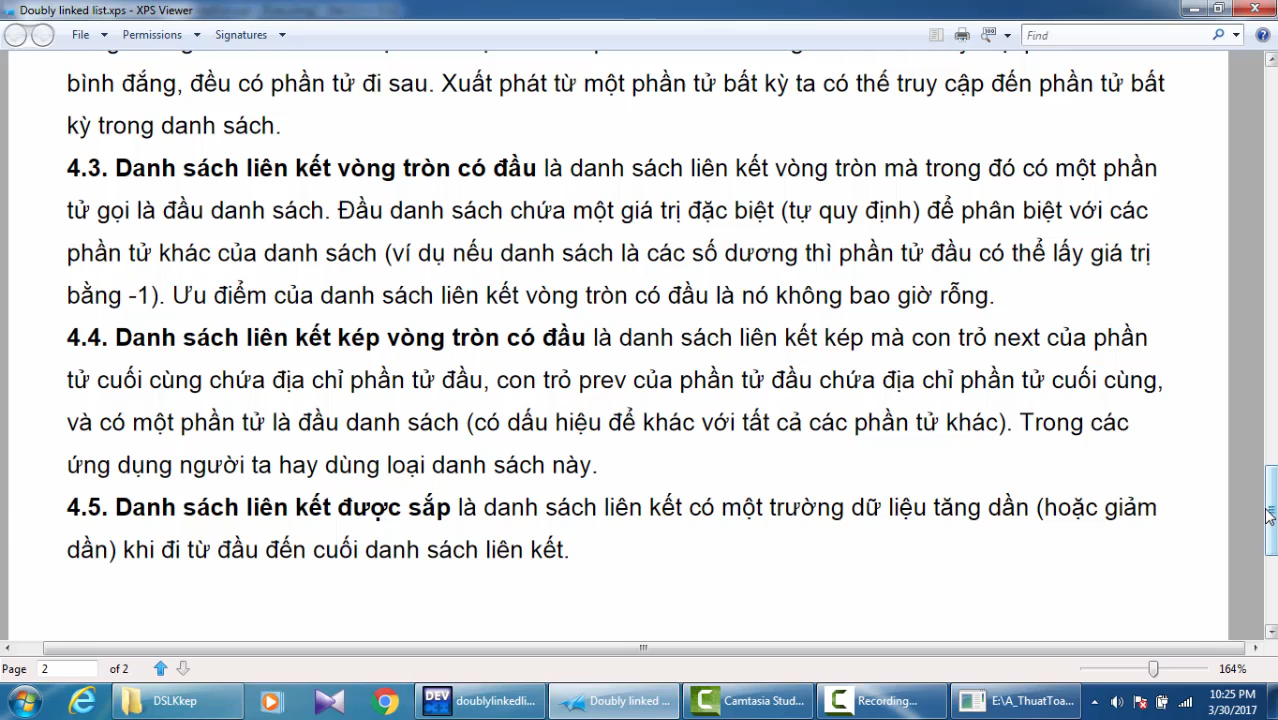 Doubly linked list.xps - XPS Viewer
File Permissions Signatures Find
bình đắng, đều có phần tử đi sau. Xuất phát từ một phần tử bất kỳ ta có thể truy cập đến phần tử bất
kỳ trong danh sách.
4.3. Danh sách liên kết vòng tròn có đầu là danh sách liên kết vòng tròn mà trong đó có một phần
tử gọi là đầu danh sách. Đầu danh sách chứa một giá trị đặc biệt (tự quy định) để phân biệt với các
phần tử khác của danh sách (ví dụ nếu danh sách là các số dương thì phần tử đầu có thể lấy giá trị
bằng -1). Ưu điểm của danh sách liên kết vòng tròn có đầu là nó không bao giờ rỗng.
4.4. Danh sách liên kết kép vòng tròn có đầu là danh sách liên kết kép mà con trỏ next của phần
tử cuối cùng chứa địa chỉ phần tử đầu, con trỏ prev của phần tử đầu chứa địa chỉ phần tử cuối cùng,
và có một phần tử là đầu danh sách (có dấu hiệu để khác với tất cả các phần tử khác). Trong các
ứng dụng người ta hay dùng loại danh sách này.
4.5. Danh sách liên kết được sắp là danh sách liên kết có một trường dữ liệu tăng dần (hoặc giảm
dần) khi đi từ đầu đến cuối danh sách liên kết.
Page 2 of 2 164%
DSLKkep DEV doublylinkedli... Doubly linked ... Camtasia Stud... Recording... E:\A_ThuatToa... 10:25 PM
3/30/2017